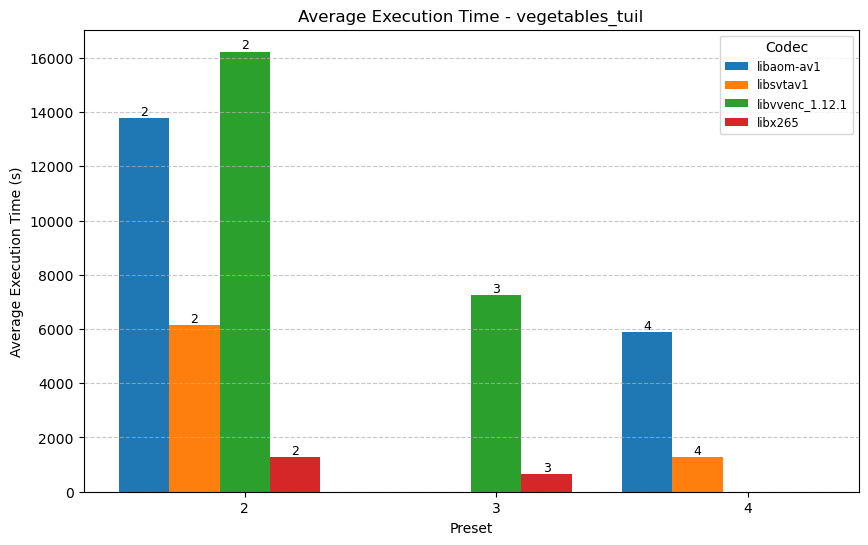 Average Execution Time - vegetables_tuil
Codec
libaom-av1
libsvtav1
libvvenc_1.12.1
libx265
Average Execution Time (s)
16000
14000
12000
10000
8000
6000
4000
2000
0
2
2
2
2
3
3
4
4
2
3
4
Preset